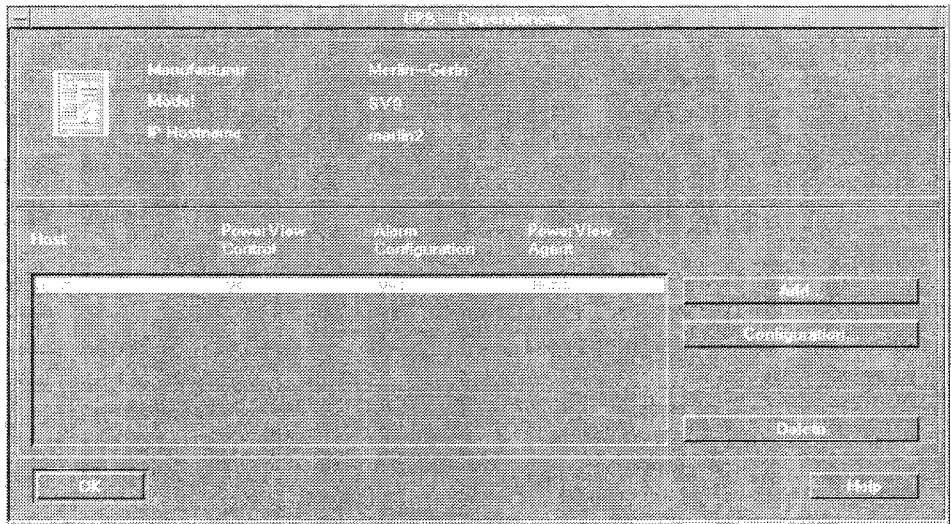 UPS - Dependencies
Manufacturer Merlin-Gerin
Model
IP Hostname merlin2
Host PowerView Control Alarm Configuration PowerView Agent
Add...
Configuration...
Delete
OK Help